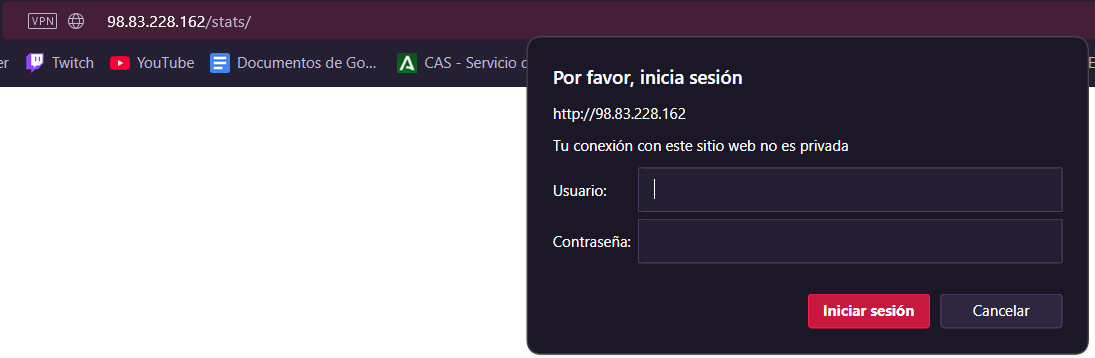 VPN 98.83.228.162/stats/
er Twitch YouTube Documentos de Go... CAS - Servicio d E
Por favor, inicia sesión
http://98.83.228.162
Tu conexión con este sitio web no es privada
Usuario:
Contraseña:
Iniciar sesión Cancelar